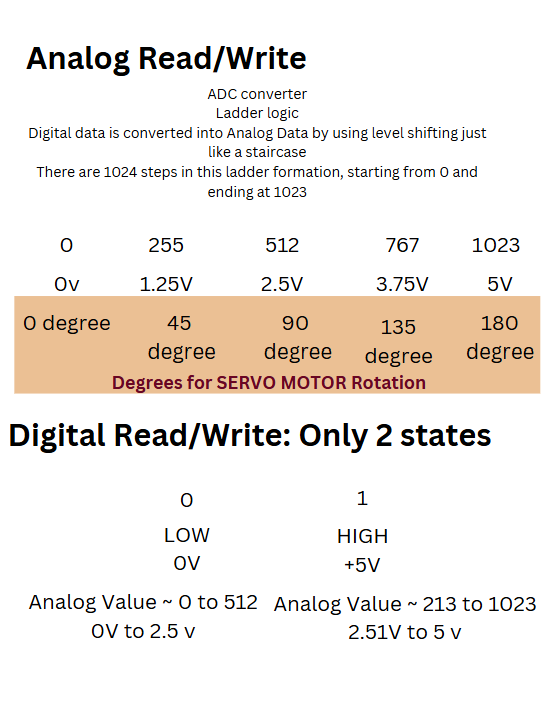 Analog Read/Write
ADC converter
Ladder logic
Digital data is converted into Analog Data by using level shifting just
like a staircase
There are 1024 steps in this ladder formation, starting from 0 and
ending at 1023
0 255 512 767 1023
0v 1.25V 2.5V 3.75V 5V
0 degree 45 degree 90 degree 135 degree 180 degree
Degrees for SERVO MOTOR Rotation
Digital Read/Write: Only 2 states
0 1
LOW HIGH
0V +5V
Analog Value ~ 0 to 512 Analog Value ~ 213 to 1023
0V to 2.5 v 2.51V to 5 v